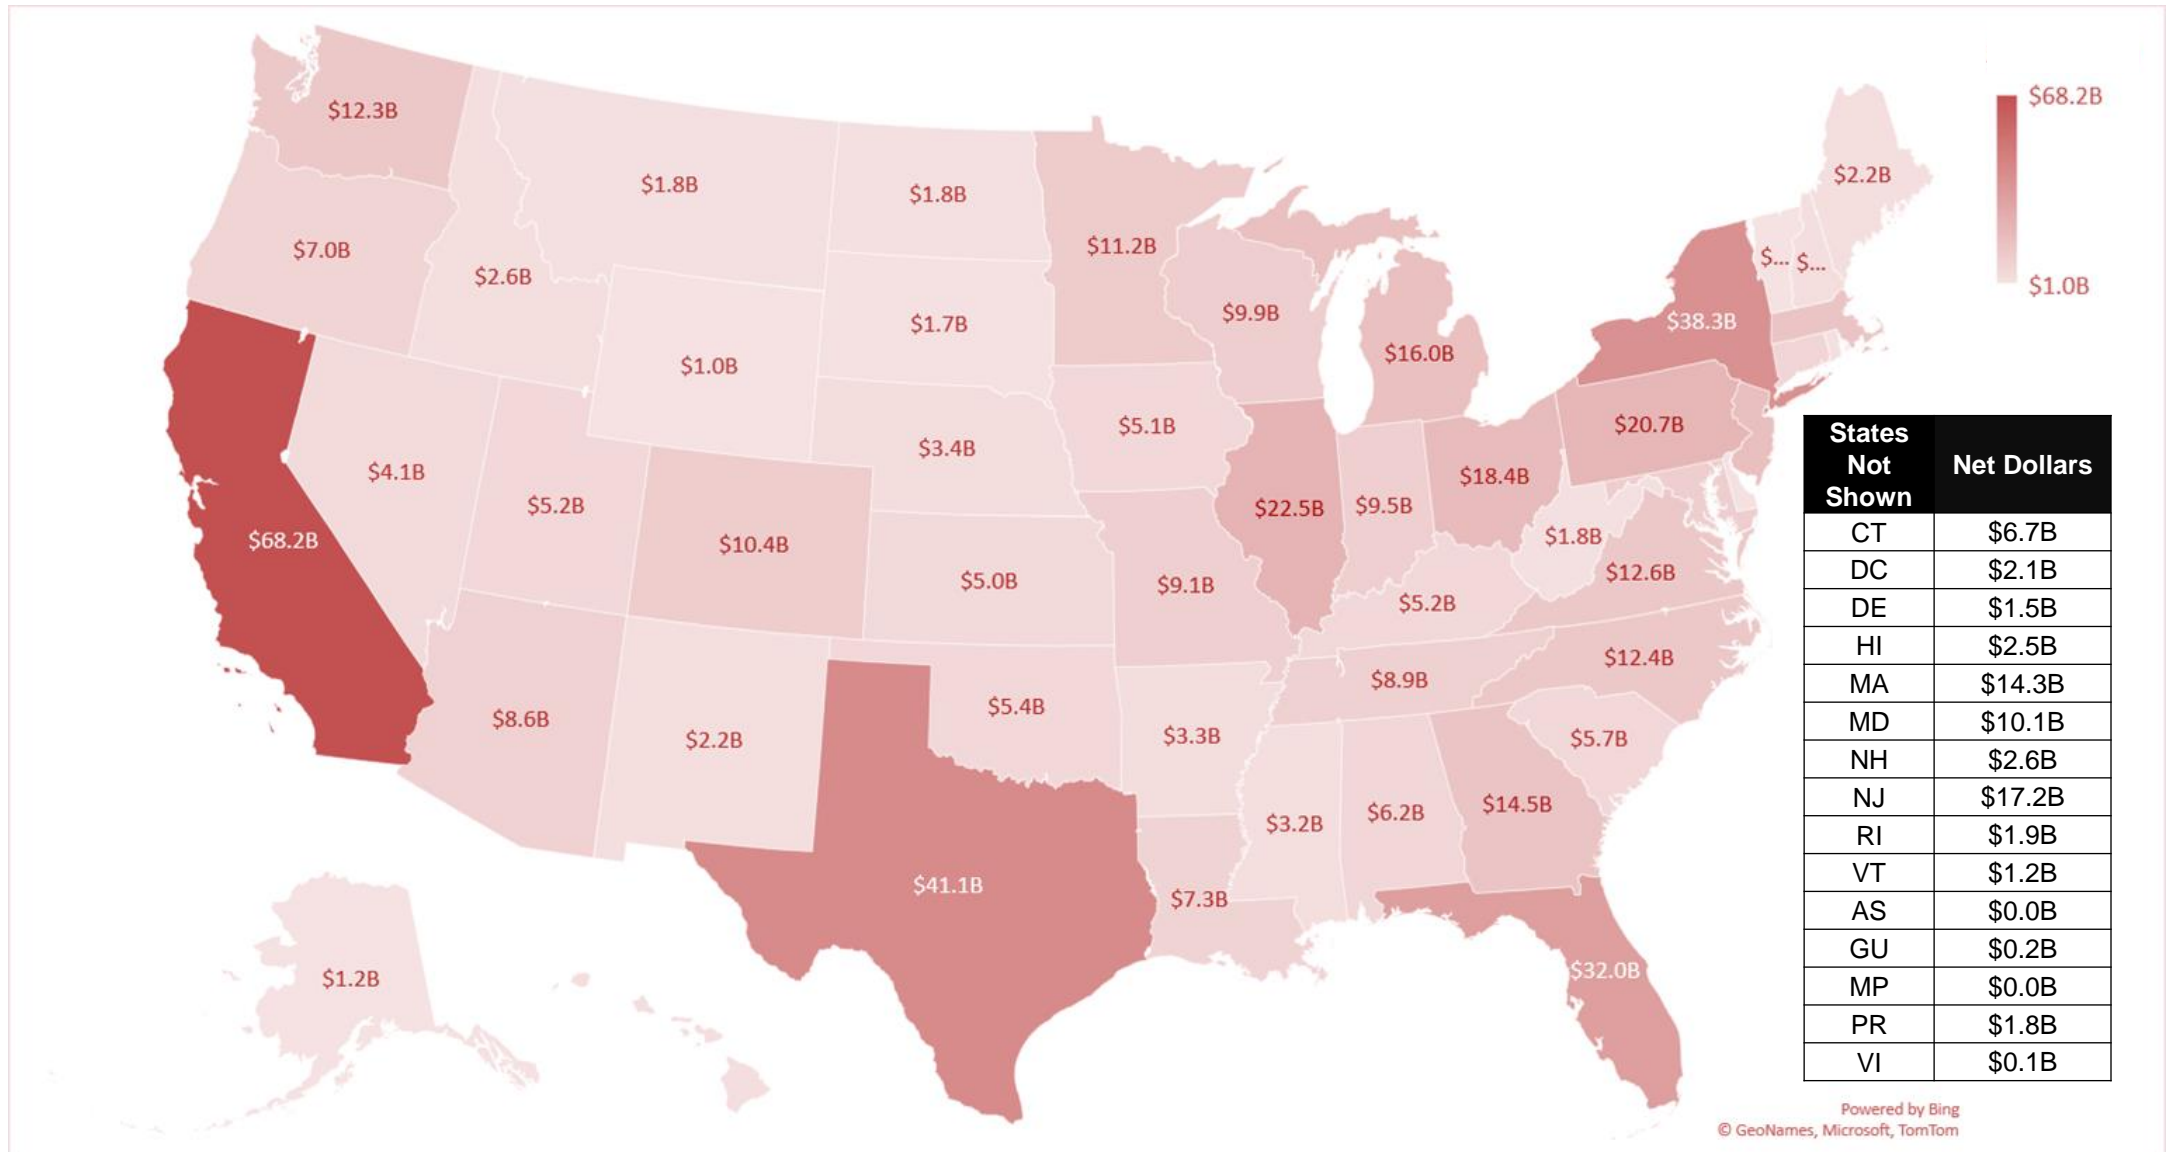 $68.2B
$1.0B
$12.3B
$1.8B
$1.8B
$2.2B
$7.0B
$2.6B
$11.2B
$... $...
$1.7B
$9.9B
$38.3B
$1.0B
$16.0B
$4.1B
$3.4B
$5.1B
$20.7B
$5.2B
$22.5B
$9.5B
$18.4B
$68.2B
$10.4B
$5.0B
$9.1B
$1.8B
$12.6B
$5.2B
$12.4B
$8.6B
$2.2B
$5.4B
$3.3B
$8.9B
$5.7B
$3.2B
$6.2B
$14.5B
$41.1B
$7.3B
$1.2B
$32.0B
States
Not
Shown
Net Dollars
CT $6.7B
DC $2.1B
DE $1.5B
HI $2.5B
MA $14.3B
MD $10.1B
NH $2.6B
NJ $17.2B
RI $1.9B
VT $1.2B
AS $0.0B
GU $0.2B
MP $0.0B
PR $1.8B
VI $0.1B
Powered by Bing
© GeoNames, Microsoft, TomTom